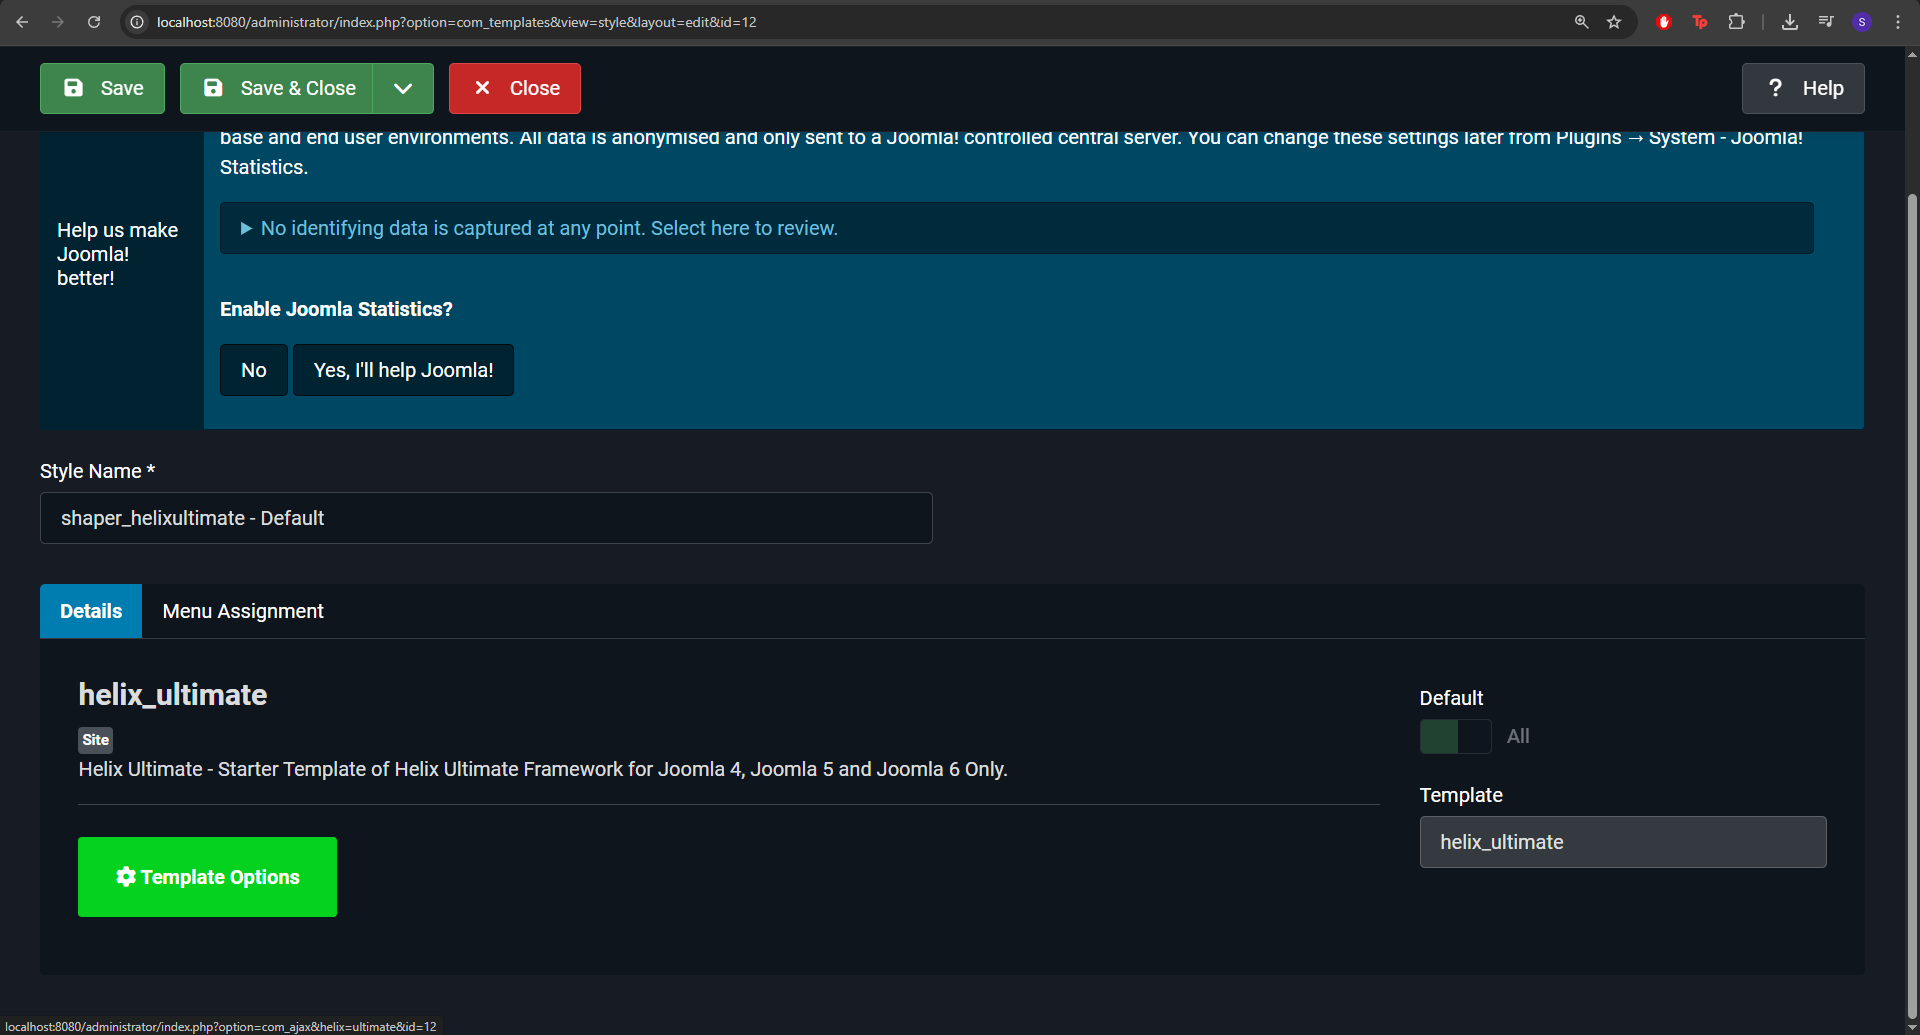 localhost:8080/administrator/index.php?option=com_templates&view=style&layout=edit&id=12
Tp
S
Save
Save & Close
Close
? Help
base and end user environments. All data is anonymised and only sent to a Joomla! controlled central server. You can change these settings later from Plugins → System - Joomla!
Statistics.
Help us make
Joomla!
better!
No identifying data is captured at any point. Select here to review.
Enable Joomla Statistics?
No
Yes, I'll help Joomla!
Style Name *
shaper_helixultimate - Default
Details
Menu Assignment
helix_ultimate
Site
Helix Ultimate - Starter Template of Helix Ultimate Framework for Joomla 4, Joomla 5 and Joomla 6 Only.
Template Options
Default
All
Template
helix_ultimate
localhost:8080/administrator/index.php?option=com_ajax&helix=ultimate&id=12